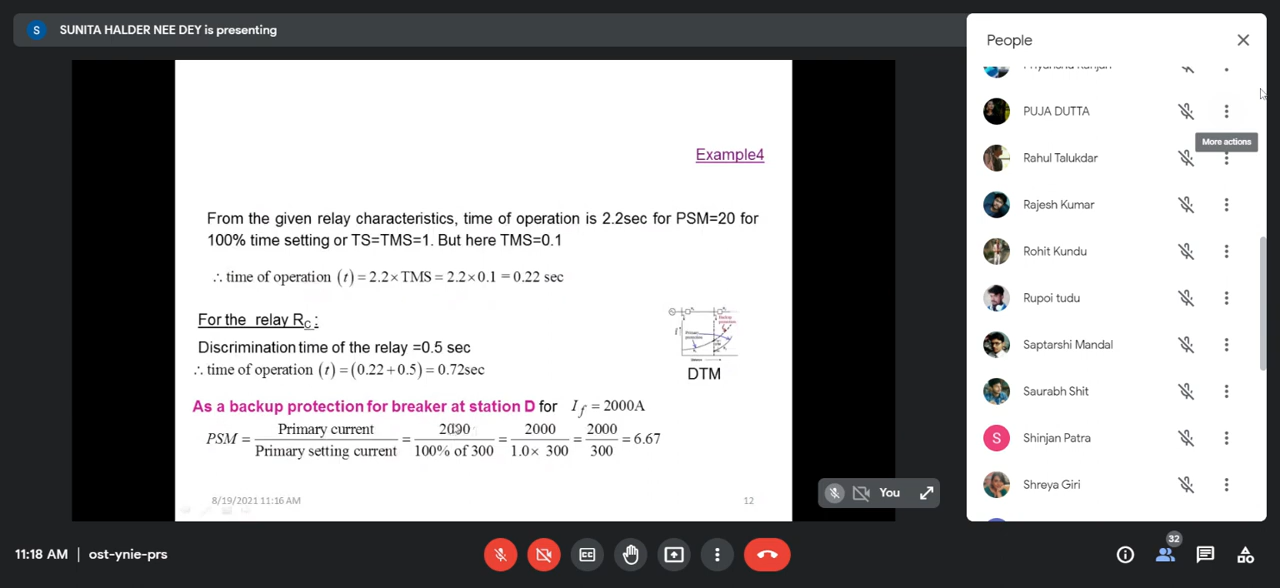 S SUNITA HALDER NEE DEY is presenting
Example4
From the given relay characteristics, time of operation is 2.2sec for PSM=20 for
100% time setting or TS=TMS=1. But here TMS=0.1
∴ time of operation (t) = 2.2 × TMS = 2.2 × 0.1 = 0.22 sec
For the relay R_C :
Discrimination time of the relay =0.5 sec
∴ time of operation (t) = (0.22 + 0.5) = 0.72sec
DTM
As a backup protection for breaker at station D for I_f = 2000A
PSM = Primary current / Primary setting current = 2000 / 100% of 300 = 2000 / 1.0 × 300 = 2000 / 300 = 6.67
8/19/2021 11:16 AM
12
You
People
PUJA DUTTA
More actions
Rahul Talukdar
Rajesh Kumar
Rohit Kundu
Rupoi tudu
Saptarshi Mandal
Saurabh Shit
S Shinjan Patra
Shreya Giri
11:18 AM | ost-ynie-prs
32